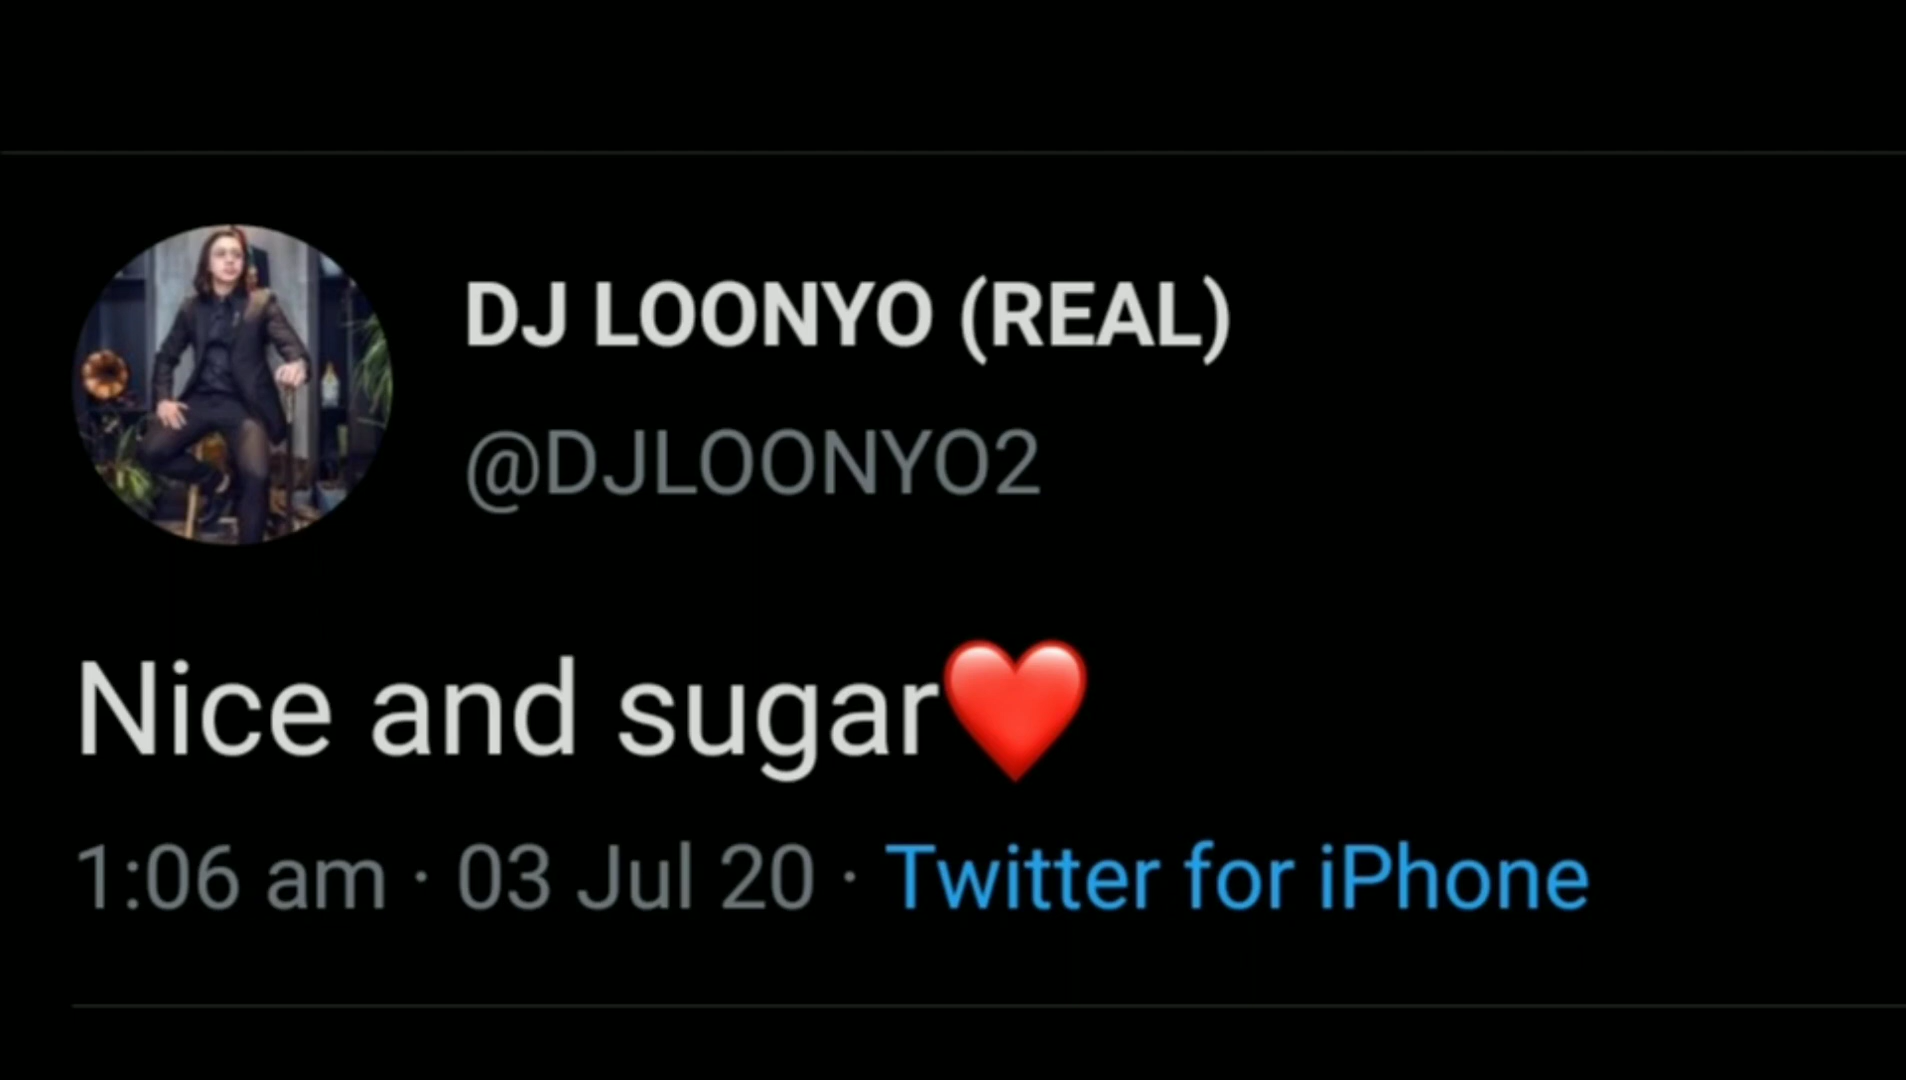 DJ LOONYO (REAL)
@DJLOONYO2
Nice and sugar❤️
1:06 am · 03 Jul 20 · Twitter for iPhone